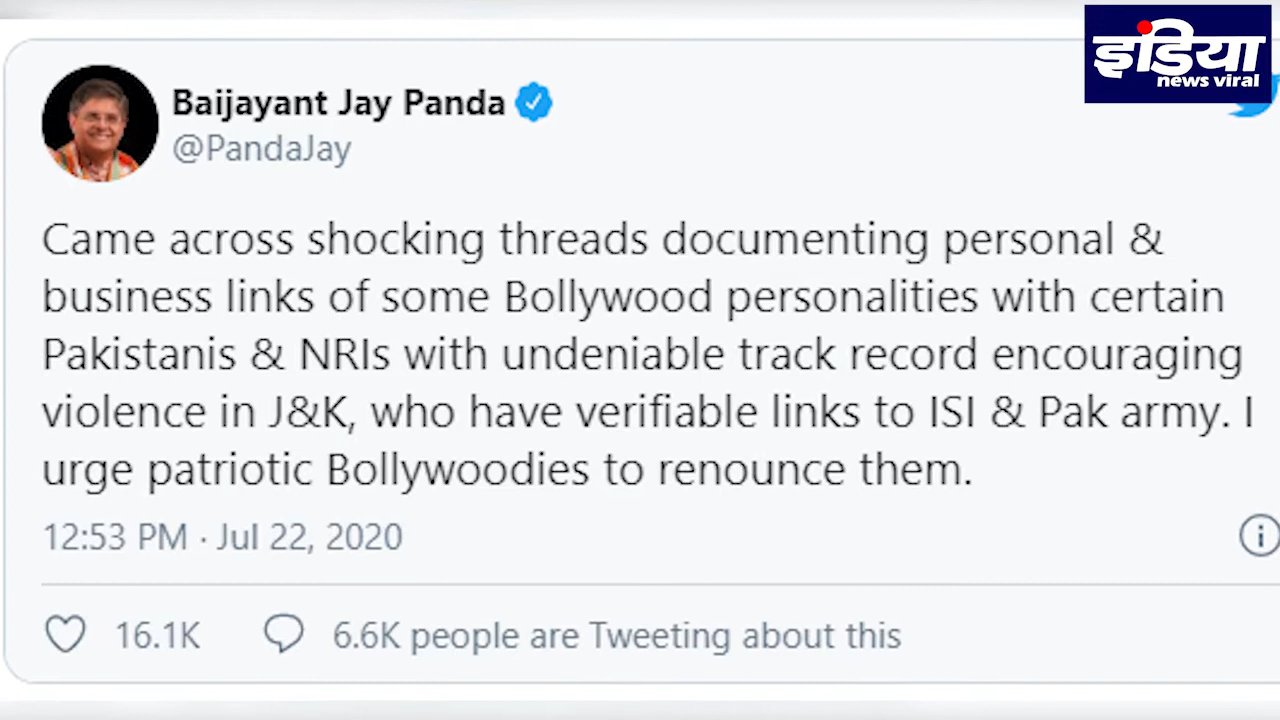 इंडिया
news viral
Baijayant Jay Panda
@PandaJay
Came across shocking threads documenting personal &
business links of some Bollywood personalities with certain
Pakistanis & NRIs with undeniable track record encouraging
violence in J&K, who have verifiable links to ISI & Pak army. I
urge patriotic Bollywoodies to renounce them.
12:53 PM · Jul 22, 2020
16.1K 6.6K people are Tweeting about this